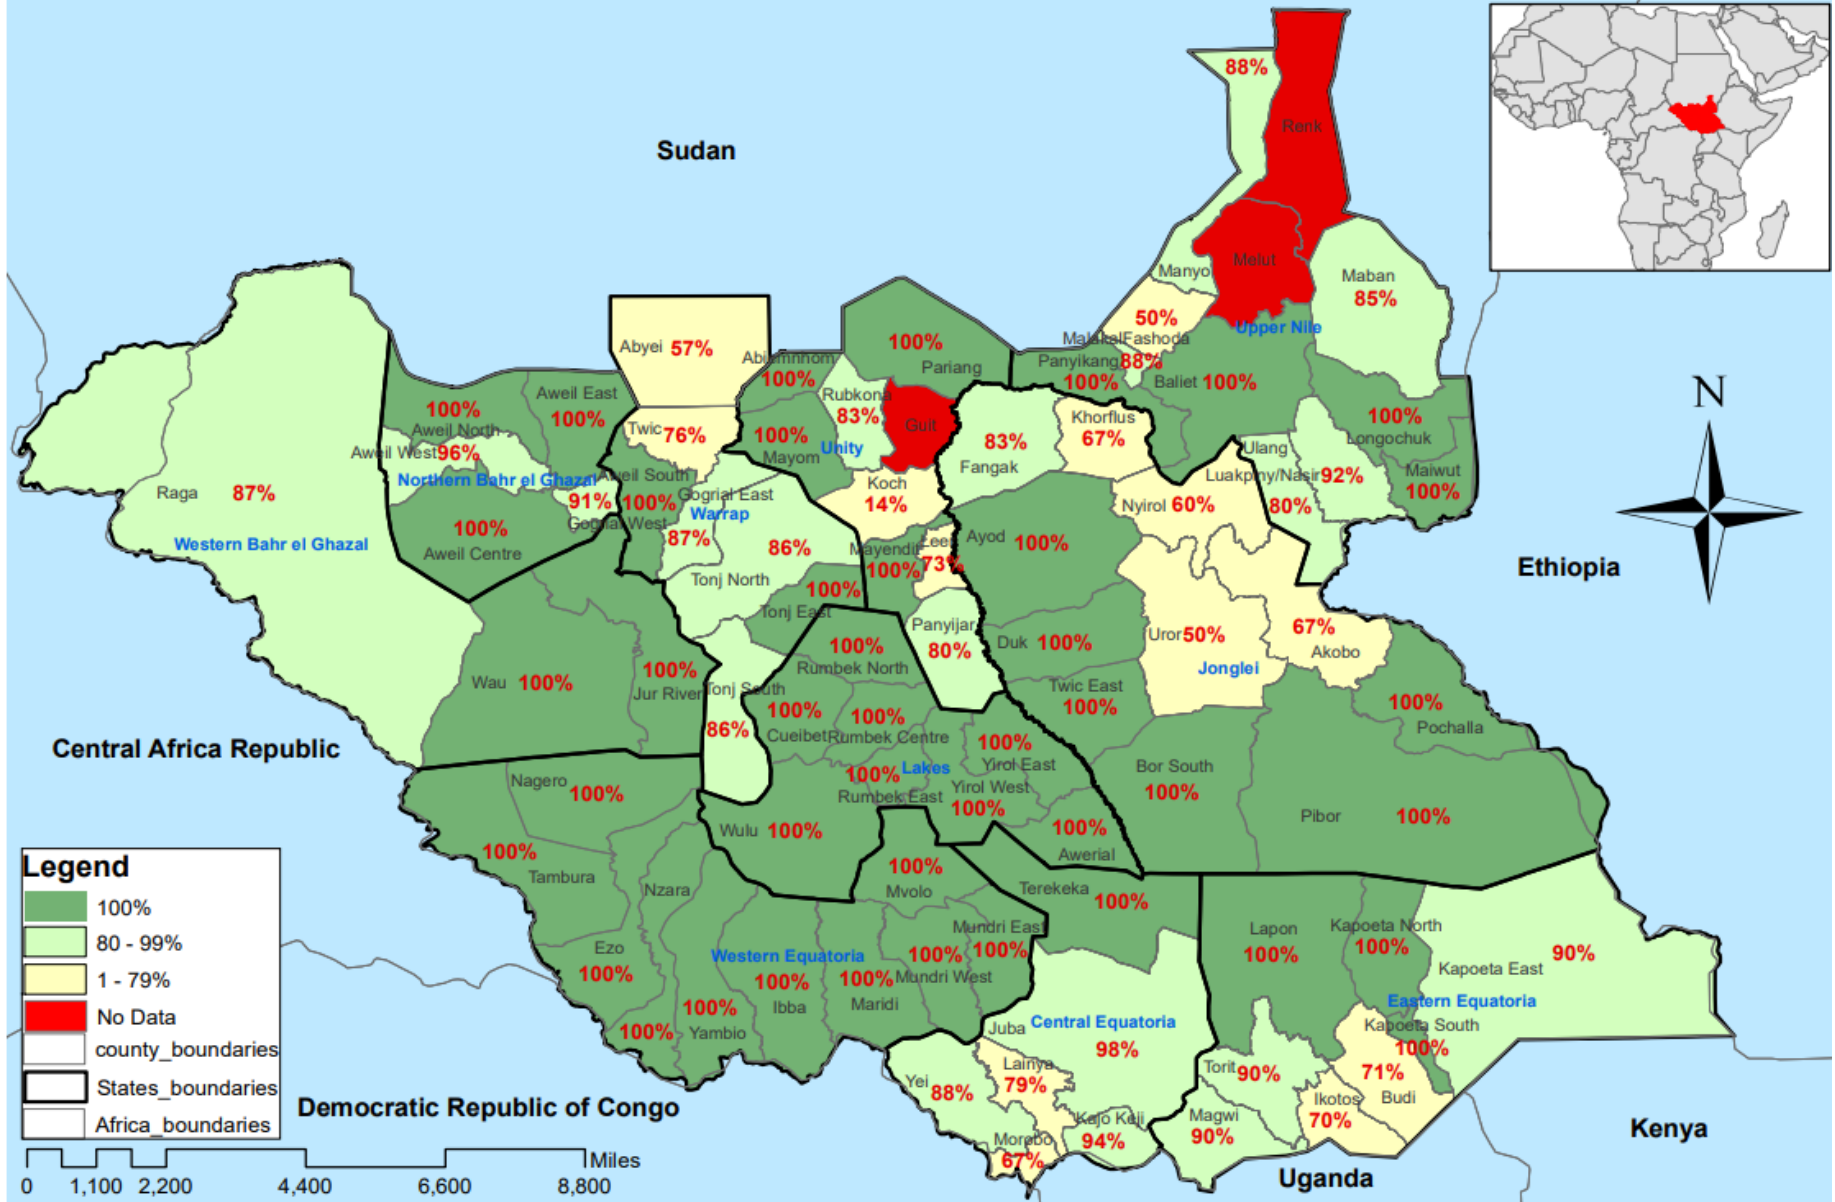 88%
Renk
Sudan
Melut
Manyo
Maban
85%
50%
Upper Nile
Malakal
Fashoda
88%
Panyikang
100%
Baliet 100%
Abyei 57%
Abiemnhom
100%
100%
Pariang
Rubkona
83%
Guit
Unity
100%
Mayom
Aweil East
100%
100%
Aweil North
Aweil West 96%
Northern Bahr el Ghazal
Twic 76%
Aweil South
91%
100%
Gogrial East
Gogrial West
Warrap
87%
86%
Tonj North
Koch
14%
83%
Fangak
Khorflus
67%
Ulang
Luakpiny/Nasir
92%
80%
100%
Longochuk
Maiwut
100%
Nyirol 60%
Raga 87%
Western Bahr el Ghazal
100%
Aweil Centre
Mayendit
100%
Leer
73%
Ayod 100%
Ethiopia
N
100%
Tonj East
Panyijar
80%
Duk 100%
Uror 50%
67%
Akobo
Jonglei
100%
Rumbek North
Wau 100%
100%
Jur River
Tonj South
86%
100%
Cueibet
100%
Rumbek Centre
Twic East
100%
100%
Pochalla
Central Africa Republic
100%
Yirol East
Lakes
100%
Rumbek East
Yirol West
100%
Bor South
100%
Nagero
100%
Wulu 100%
100%
Awerial
Pibor 100%
100%
Tambura
Nzara
100%
Mvolo
Terekeka
100%
Mundri East
100%
100%
Mundri West
Lapon
100%
Kapoeta North
100%
90%
Kapoeta East
Ezo
100%
Western Equatoria
100%
Ibba
100%
Maridi
100%
Yambio
100%
Eastern Equatoria
Kapoeta South
100%
Juba
Central Equatoria
98%
Yei 88%
Lainya
79%
Torit 90%
71%
Budi
Ikotos
70%
Magwi
90%
Kajo Keji
94%
Morobo
67%
Democratic Republic of Congo
Uganda
Kenya
Legend
100%
80 - 99%
1 - 79%
No Data
county_boundaries
States_boundaries
Africa_boundaries
Miles
0 1,100 2,200 4,400 6,600 8,800